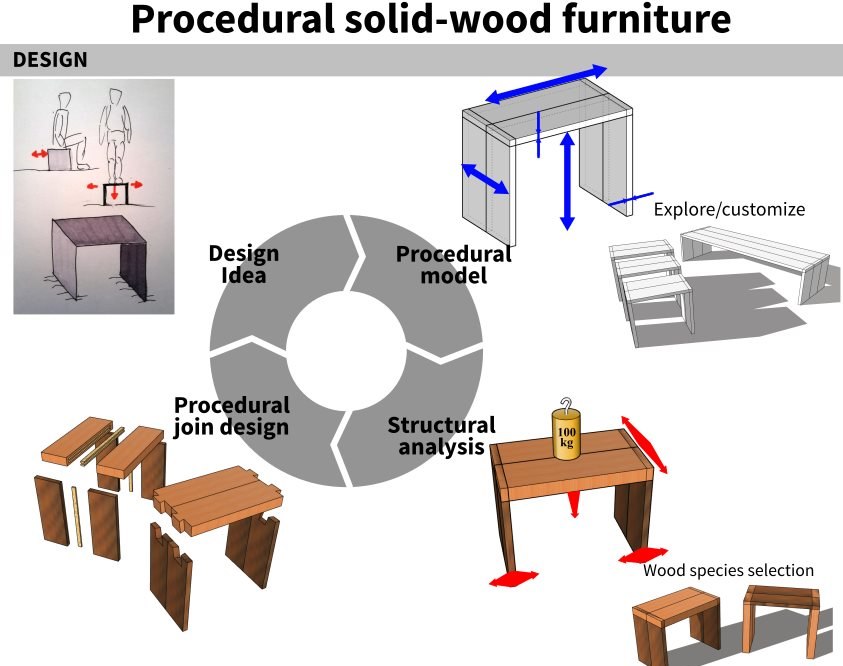 Procedural solid-wood furniture
DESIGN
Explore/customize
Design
Idea
Procedural
model
Procedural
join design
Structural
analysis
100
kg
Wood species selection